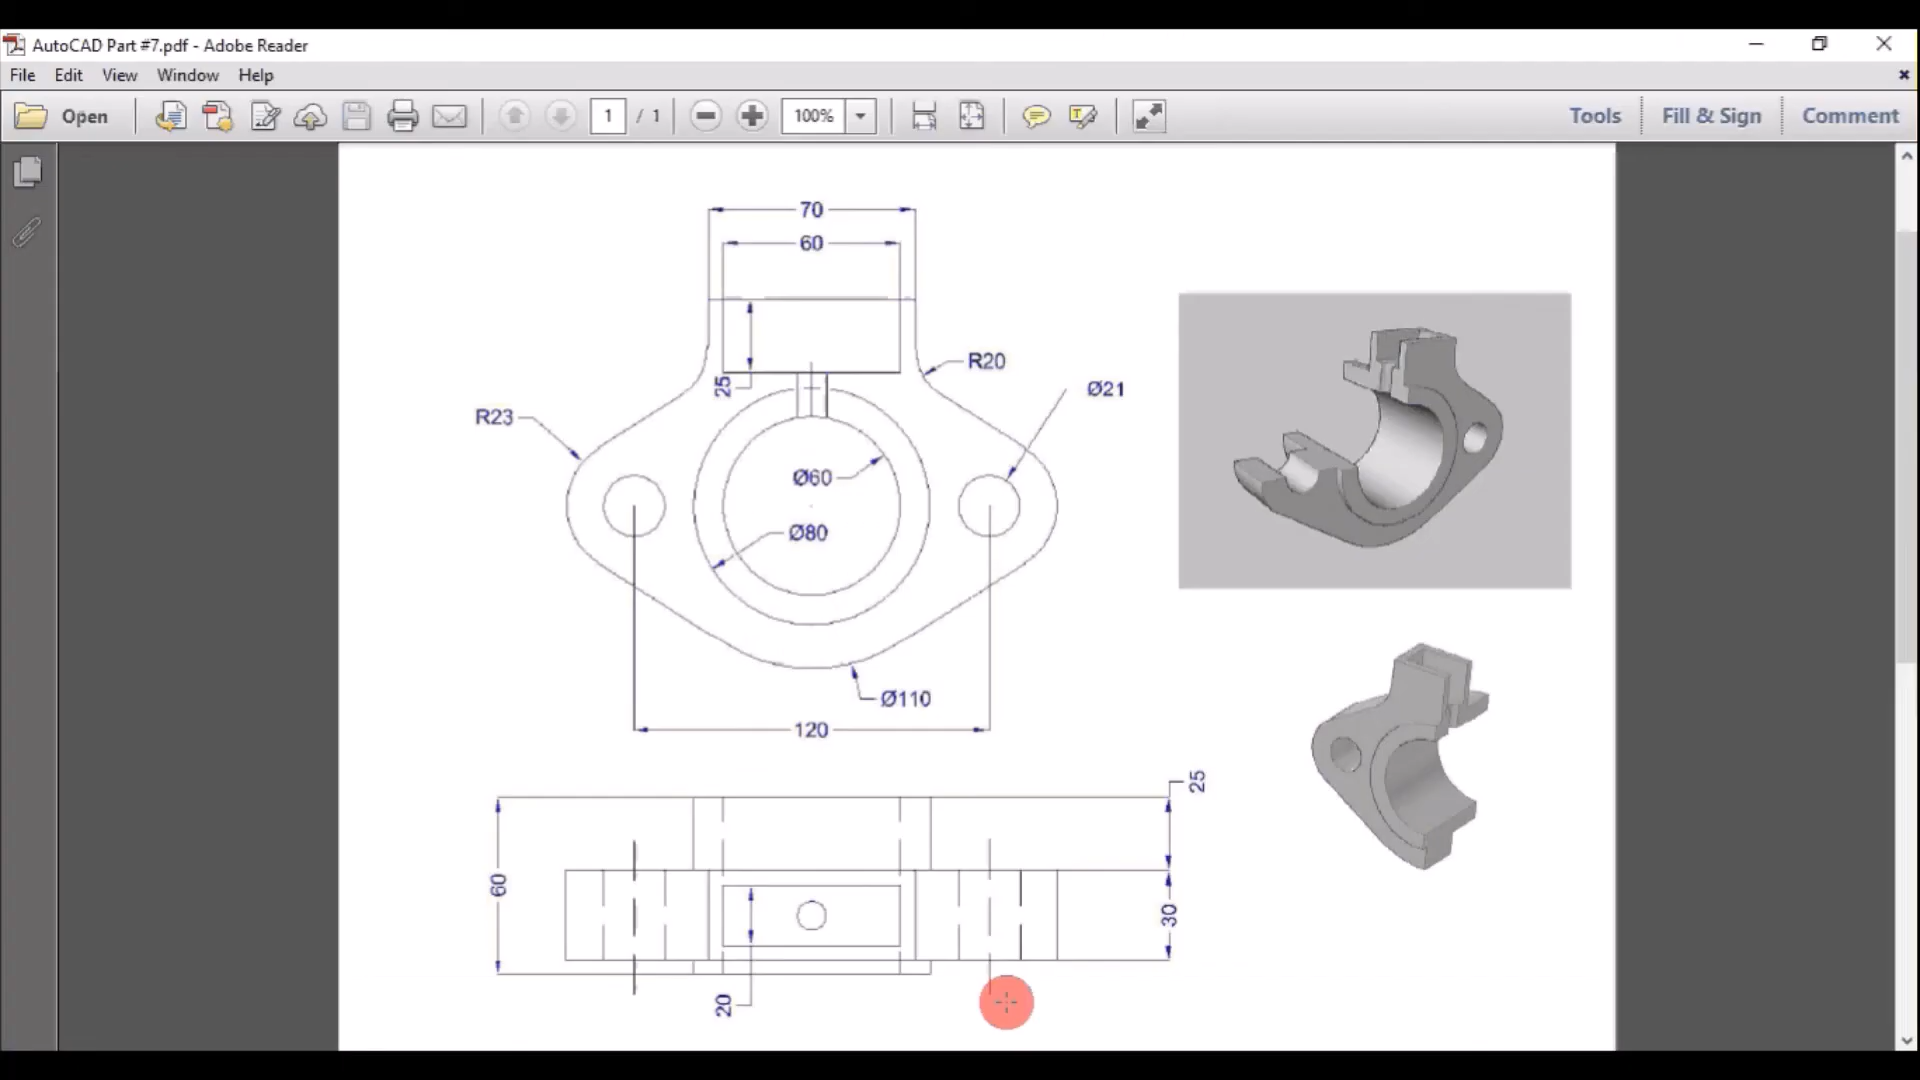 AutoCAD Part #7.pdf - Adobe Reader
File Edit View Window Help
Open 1 / 1 100% Tools Fill & Sign Comment
70
60
25
R20
Ø21
R23
Ø60
Ø80
Ø110
120
25
60
30
20